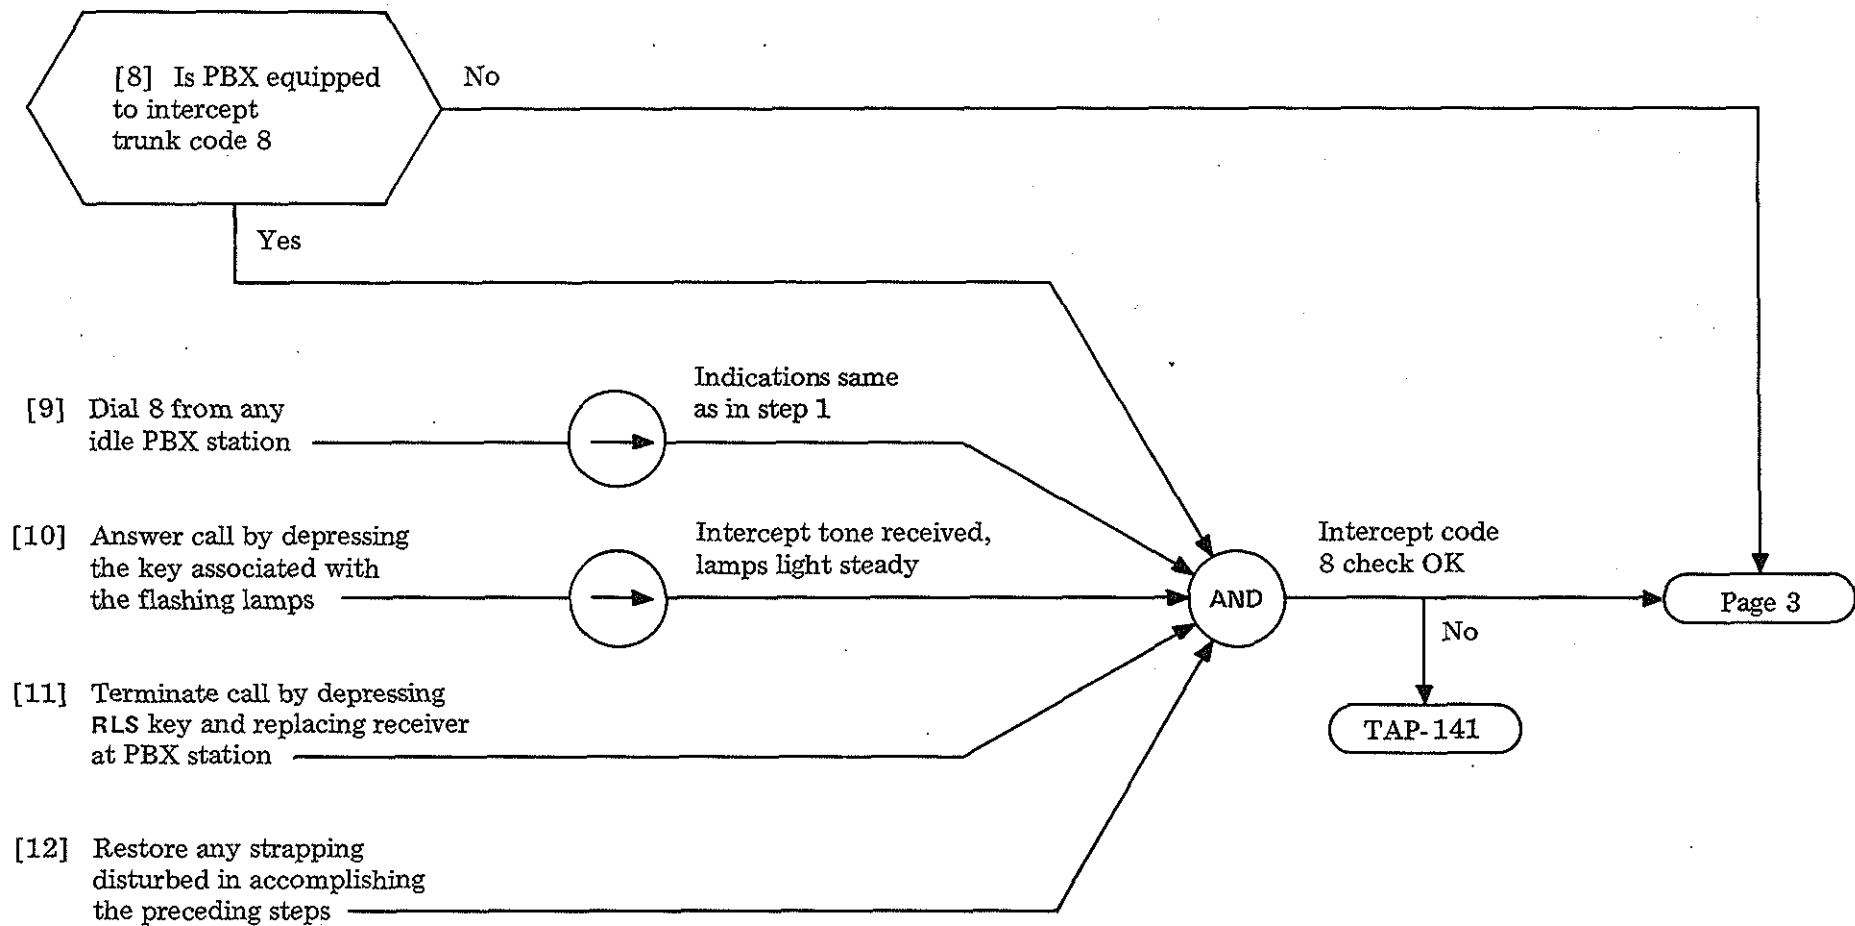 [8] Is PBX equipped
to intercept
trunk code 8
No
Yes
[9] Dial 8 from any
idle PBX station
Indications same
as in step 1
[10] Answer call by depressing
the key associated with
the flashing lamps
Intercept tone received,
lamps light steady
AND
Intercept code
8 check OK
Page 3
No
TAP-141
[11] Terminate call by depressing
RLS key and replacing receiver
at PBX station
[12] Restore any strapping
disturbed in accomplishing
the preceding steps